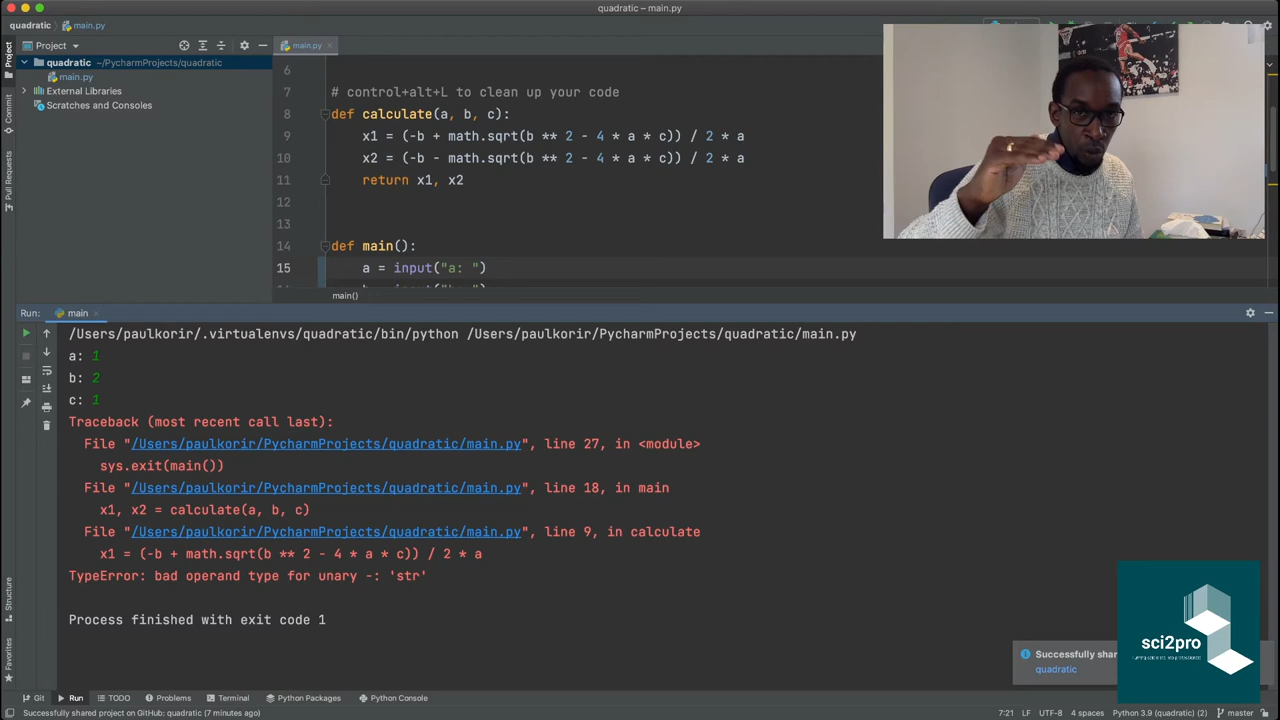 quadratic – main.py
quadratic
main.py
Project
main.py
quadratic ~/PycharmProjects/quadratic
main.py
External Libraries
Scratches and Consoles
Project
Commit
Pull Requests
6
7 # control+alt+L to clean up your code
8 def calculate(a, b, c):
9 x1 = (-b + math.sqrt(b ** 2 - 4 * a * c)) / 2 * a
10 x2 = (-b - math.sqrt(b ** 2 - 4 * a * c)) / 2 * a
11 return x1, x2
12
13
14 def main():
15 a = input("a: ")
main()
Run: main
/Users/paulkorir/.virtualenvs/quadratic/bin/python /Users/paulkorir/PycharmProjects/quadratic/main.py
a: 1
b: 2
c: 1
Traceback (most recent call last):
File "/Users/paulkorir/PycharmProjects/quadratic/main.py", line 27, in <module>
sys.exit(main())
File "/Users/paulkorir/PycharmProjects/quadratic/main.py", line 18, in main
x1, x2 = calculate(a, b, c)
File "/Users/paulkorir/PycharmProjects/quadratic/main.py", line 9, in calculate
x1 = (-b + math.sqrt(b ** 2 - 4 * a * c)) / 2 * a
TypeError: bad operand type for unary -: 'str'
Process finished with exit code 1
Structure
Favorites
sci2pro
Successfully shar
quadratic
Git Run TODO Problems Terminal Python Packages Python Console
Successfully shared project on GitHub: quadratic (7 minutes ago) 7:21 LF UTF-8 4 spaces Python 3.9 (quadratic) (2) master